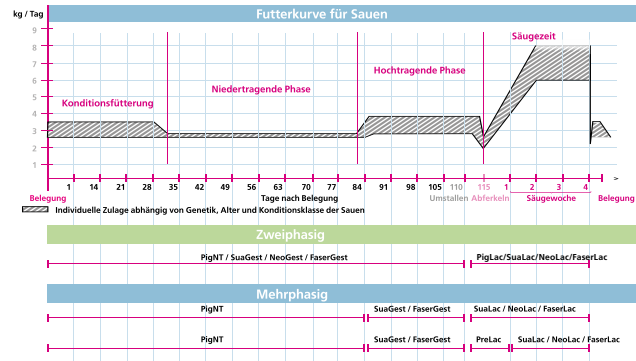 Futterkurve für Sauen
kg / Tag
9
8
7
6
5
4
3
2
1
Säugezeit
Hochtragende Phase
Niedertragende Phase
Konditionsfütterung
1 14 21 28 35 42 49 56 63 70 77 84 91 98 105 110 115 1 2 3 4
Belegung Tage nach Belegung Umstallen Abferkeln Säugewoche Belegung
Individuelle Zulage abhängig von Genetik, Alter und Konditionsklasse der Sauen
Zweiphasig
PigNT / SuaGest / NeoGest / FaserGest PigLac/SuaLac/NeoLac/FaserLac
Mehrphasig
PigNT SuaGest / FaserGest SuaLac / NeoLac / FaserLac
PigNT SuaGest / FaserGest PreLac SuaLac / NeoLac / FaserLac